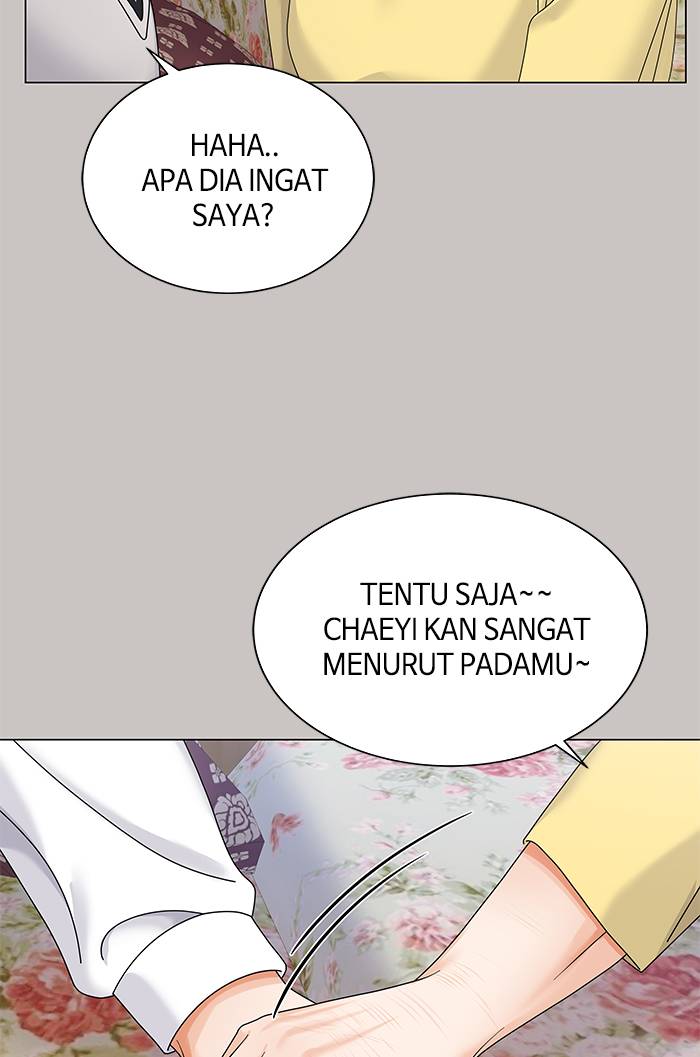 HAHA..
APA DIA INGAT
SAYA?
TENTU SAJA~~
CHAEYI KAN SANGAT
MENURUT PADAMU~